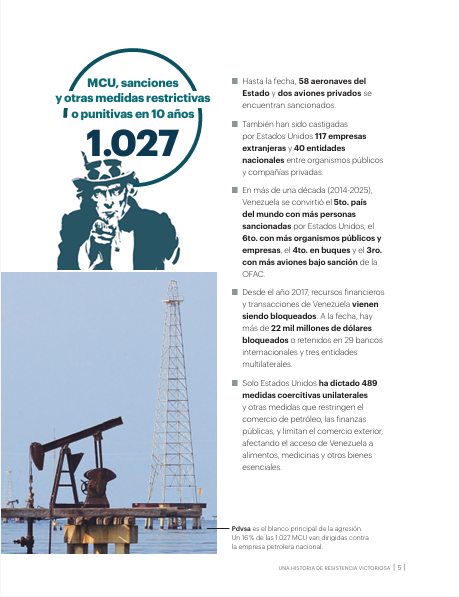 MCU, sanciones
y otras medidas restrictivas
o punitivas en 10 años
1.027
Hasta la fecha, 58 aeronaves del
Estado y dos aviones privados se
encuentran sancionados.
También han sido castigadas
por Estados Unidos 117 empresas
extranjeras y 40 entidades
nacionales entre organismos públicos
y compañías privadas.
En más de una década (2014-2025),
Venezuela se convirtió el 5to. país
del mundo con más personas
sancionadas por Estados Unidos, el
6to. con más organismos públicos y
empresas, el 4to. en buques y el 3ro.
con más aviones bajo sanción de la
OFAC.
Desde el año 2017, recursos financieros
y transacciones de Venezuela vienen
siendo bloqueados. A la fecha, hay
más de 22 mil millones de dólares
bloqueados o retenidos en 29 bancos
internacionales y tres entidades
multilaterales.
Solo Estados Unidos ha dictado 489
medidas coercitivas unilaterales
y otras medidas que restringen el
comercio de petróleo, las finanzas
públicas, y limitan el comercio exterior,
afectando el acceso de Venezuela a
alimentos, medicinas y otros bienes
esenciales.
Pdvsa es el blanco principal de la agresión.
Un 16% de las 1.027 MCU van dirigidas contra
la empresa petrolera nacional.
UNA HISTORIA DE RESISTENCIA VICTORIOSA | 5 |